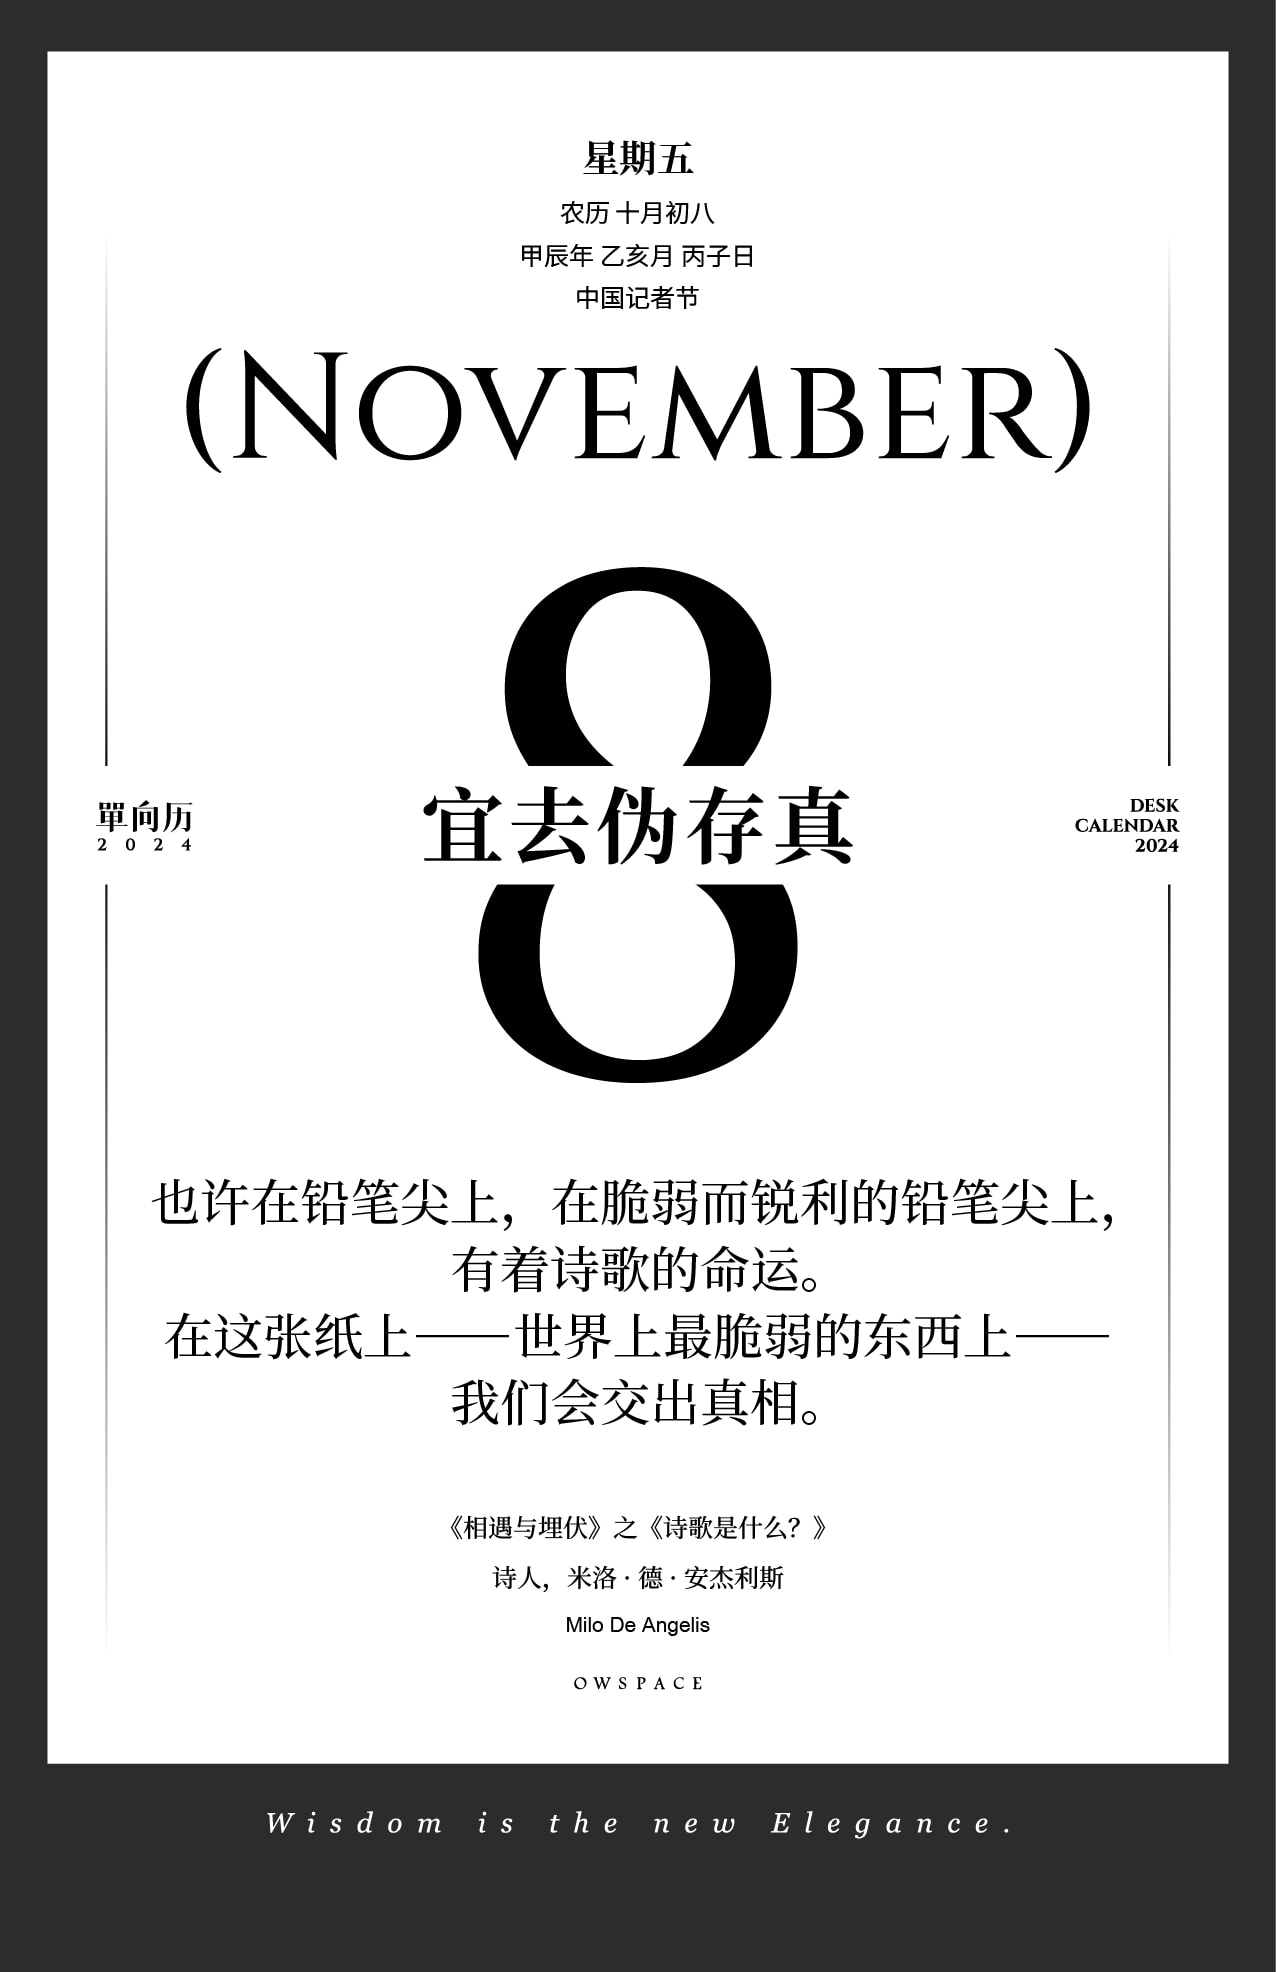 星期五
农历 十月初八
甲辰年 乙亥月 丙子日
中国记者节
(NOVEMBER)
8
單向历
2024
宜去伪存真
DESK
CALENDAR
2024
也许在铅笔尖上，在脆弱而锐利的铅笔尖上，
有着诗歌的命运。
在这张纸上——世界上最脆弱的东西上——
我们会交出真相。
《相遇与埋伏》之《诗歌是什么？》
诗人，米洛·德·安杰利斯
Milo De Angelis
OWSPACE
Wisdom is the new Elegance.